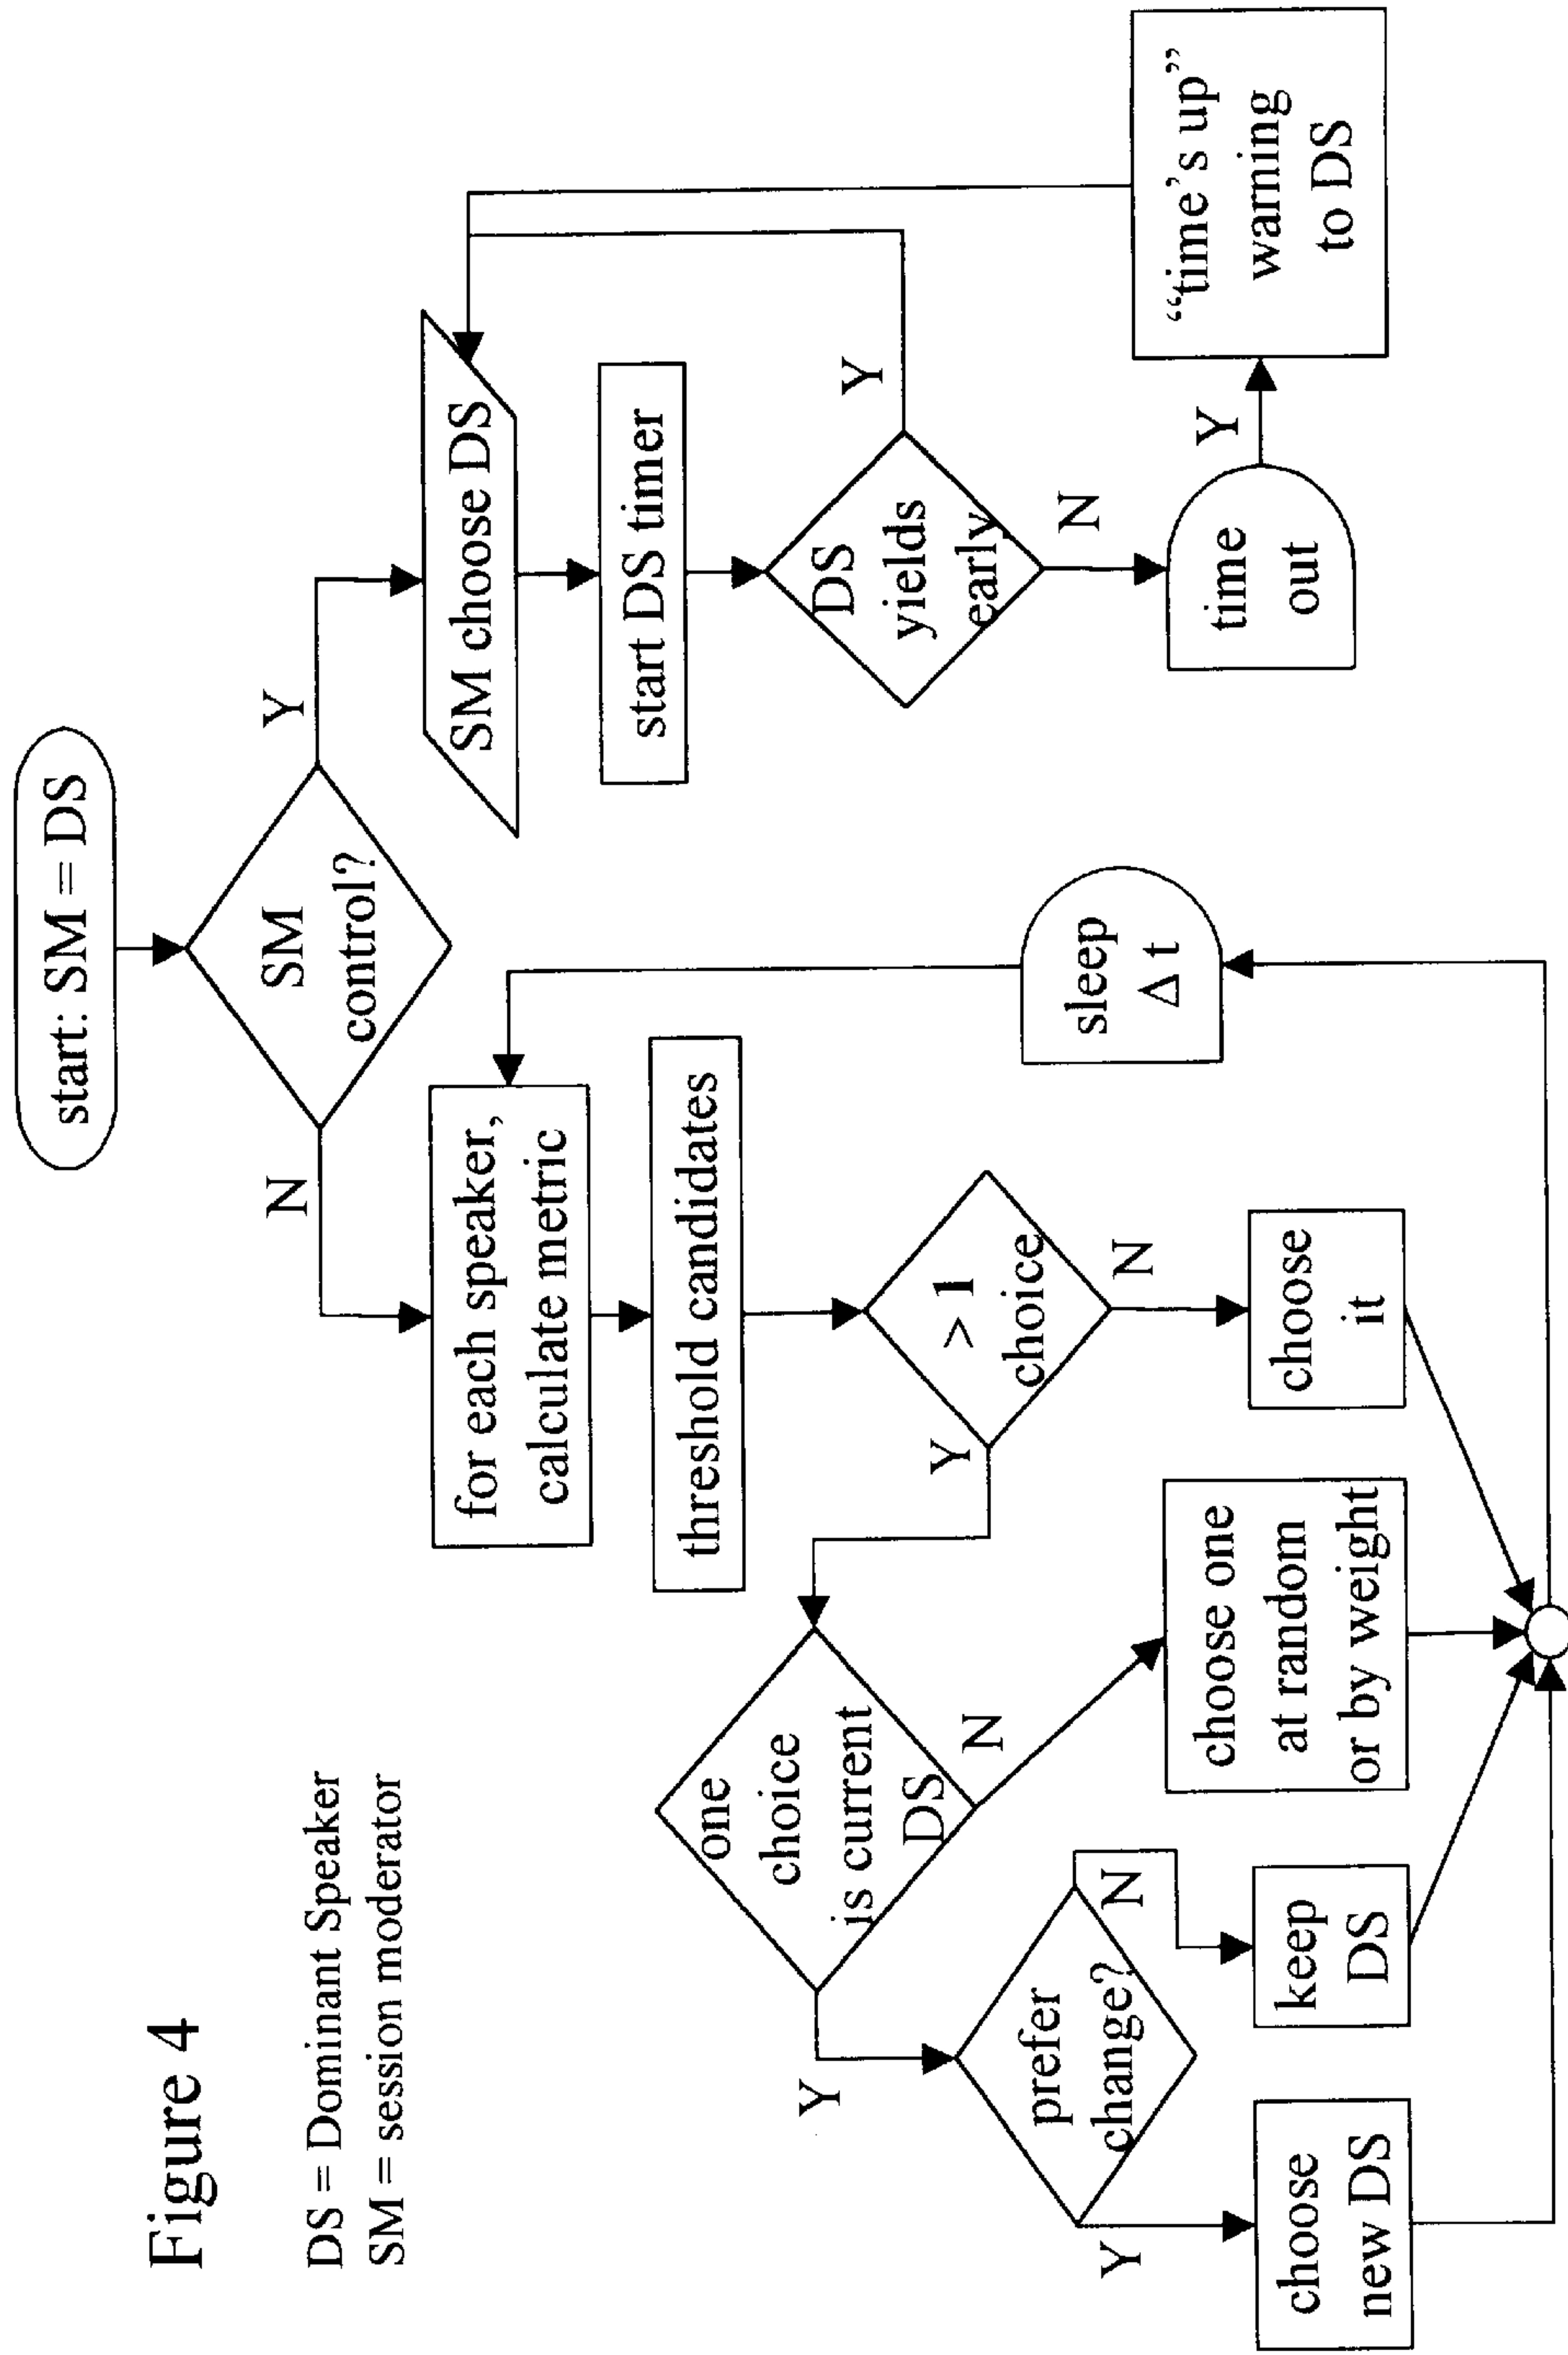 Figure 4
DS = Dominant Speaker
SM = session moderator
start: SM = DS
SM
control?
N
Y
for each speaker,
calculate metric
threshold candidates
>1
choice
Y
N
one
choice
is current
DS
Y
N
prefer
change?
Y
N
choose
new DS
keep
DS
choose one
at random
or by weight
choose
it
sleep
Δ t
SM choose DS
start DS timer
DS
yields
early
Y
N
time
out
Y
“time’s up”
warning
to DS